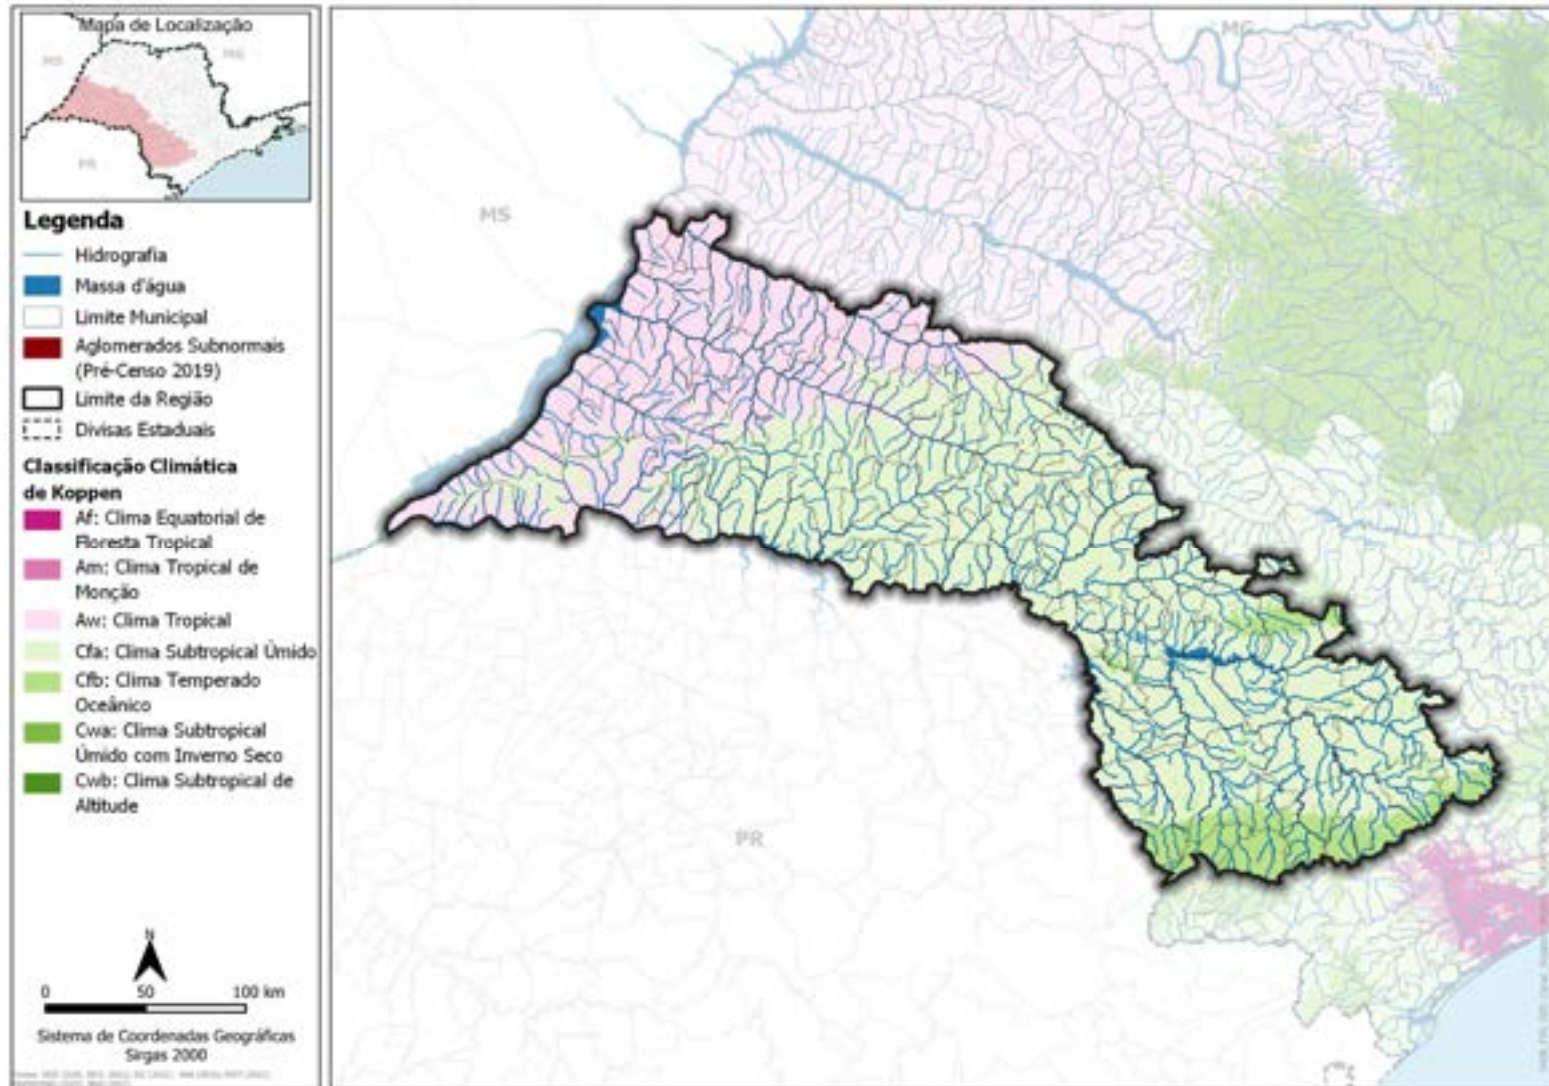 Mapa de Localização
MS
MG
PR
Legenda
Hidrografia
Massa d'água
Limite Municipal
Aglomerados Subnormais
(Pré-Censo 2019)
Limite da Região
Divisas Estaduais
Classificação Climática
de Koppen
Af: Clima Equatorial de
Floresta Tropical
Am: Clima Tropical de
Monção
Aw: Clima Tropical
Cfa: Clima Subtropical Úmido
Cfb: Clima Temperado
Oceânico
Cwa: Clima Subtropical
Úmido com Inverno Seco
Cwb: Clima Subtropical de
Altitude
N
0 50 100 km
Sistema de Coordenadas Geográficas
Sirgas 2000
MG
MS
PR